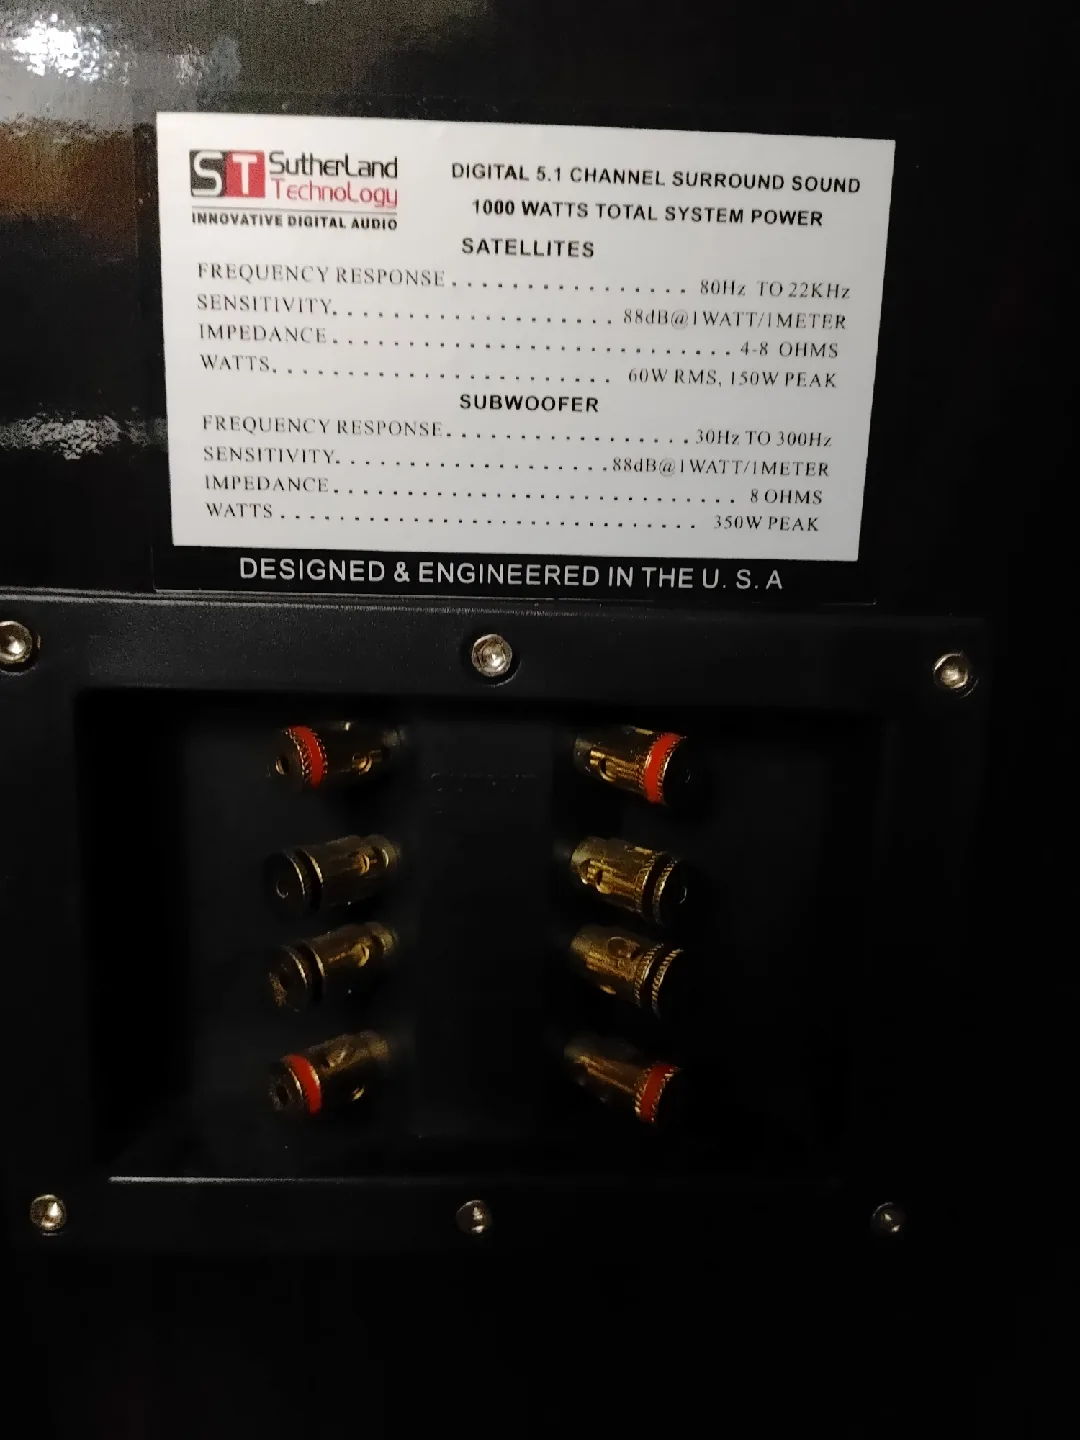 ST SutherLand TechnoLogy
INNOVATIVE DIGITAL AUDIO
DIGITAL 5.1 CHANNEL SURROUND SOUND
1000 WATTS TOTAL SYSTEM POWER
SATELLITES
FREQUENCY RESPONSE................ 80Hz TO 22KHz
SENSITIVITY.................... 88dB@1WATT/1METER
IMPEDANCE............................ 4-8 OHMS
WATTS........................ 60W RMS, 150W PEAK
SUBWOOFER
FREQUENCY RESPONSE.................30Hz TO 300Hz
SENSITIVITY...................88dB@1WATT/1METER
IMPEDANCE............................ 8 OHMS
WATTS............................. 350W PEAK
DESIGNED & ENGINEERED IN THE U. S. A